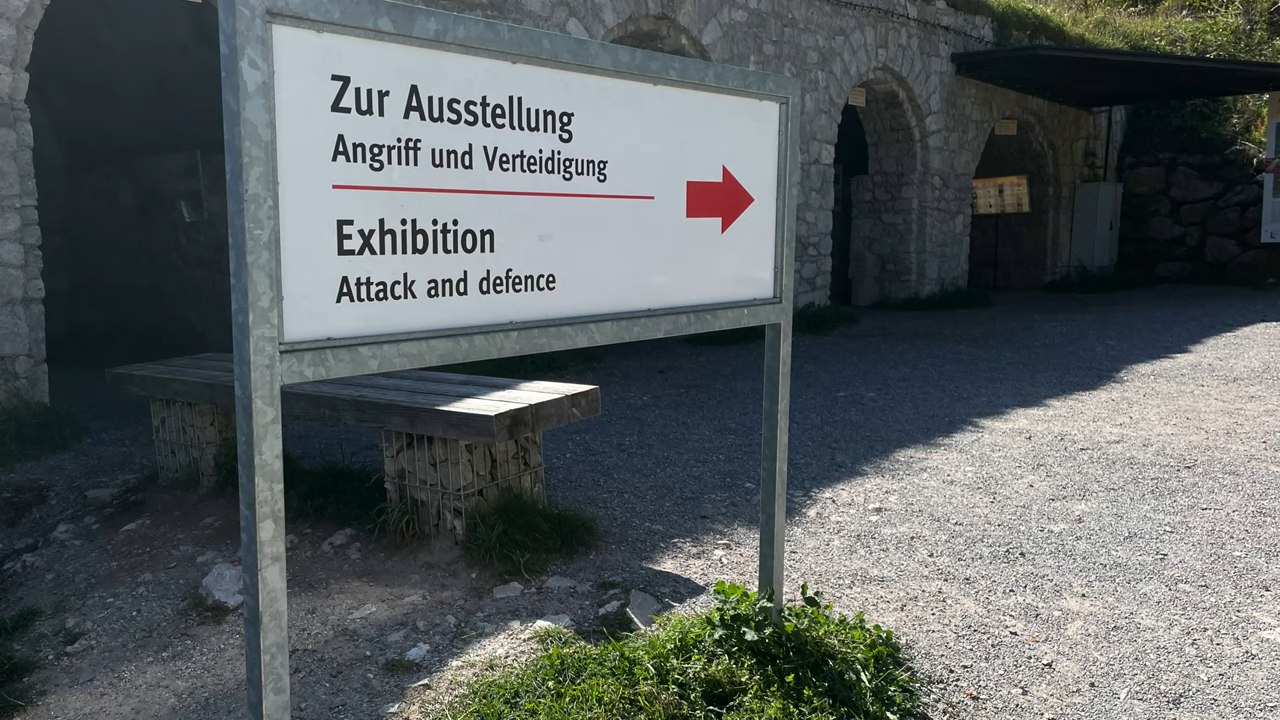 Zur Ausstellung
Angriff und Verteidigung
Exhibition
Attack and defence